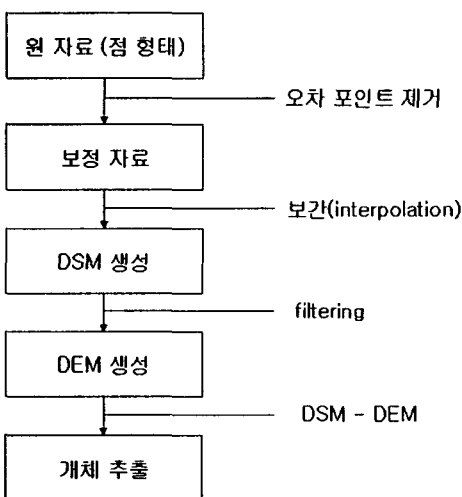 원 자료 (점 형태)
오차 포인트 제거
보정 자료
보간(interpolation)
DSM 생성
filtering
DEM 생성
DSM - DEM
개체 추출